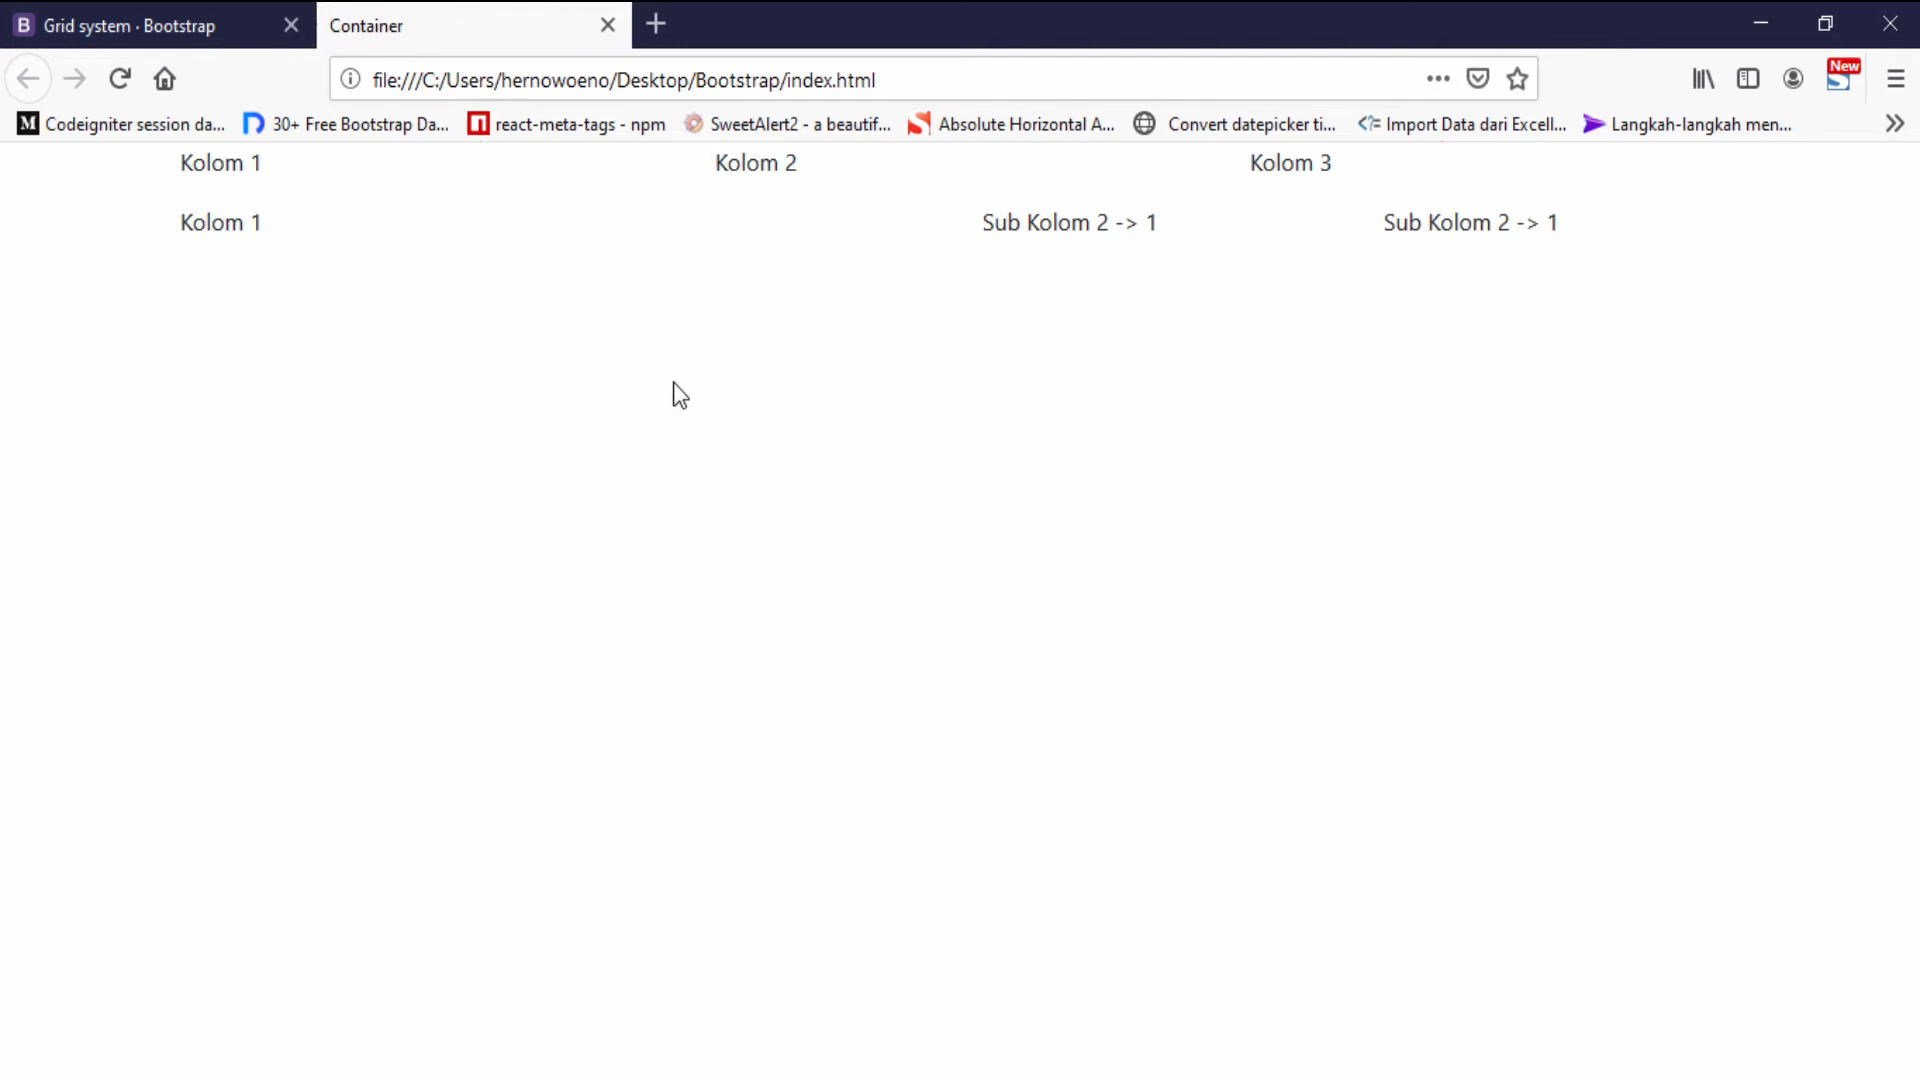 Grid system · Bootstrap
Container
file:///C:/Users/hernowoeno/Desktop/Bootstrap/index.html
New
Codeigniter session da...
30+ Free Bootstrap Da...
react-meta-tags - npm
SweetAlert2 - a beautif...
Absolute Horizontal A...
Convert datepicker ti...
Import Data dari Excell...
Langkah-langkah men...
Kolom 1 Kolom 2 Kolom 3
Kolom 1 Sub Kolom 2 -> 1 Sub Kolom 2 -> 1